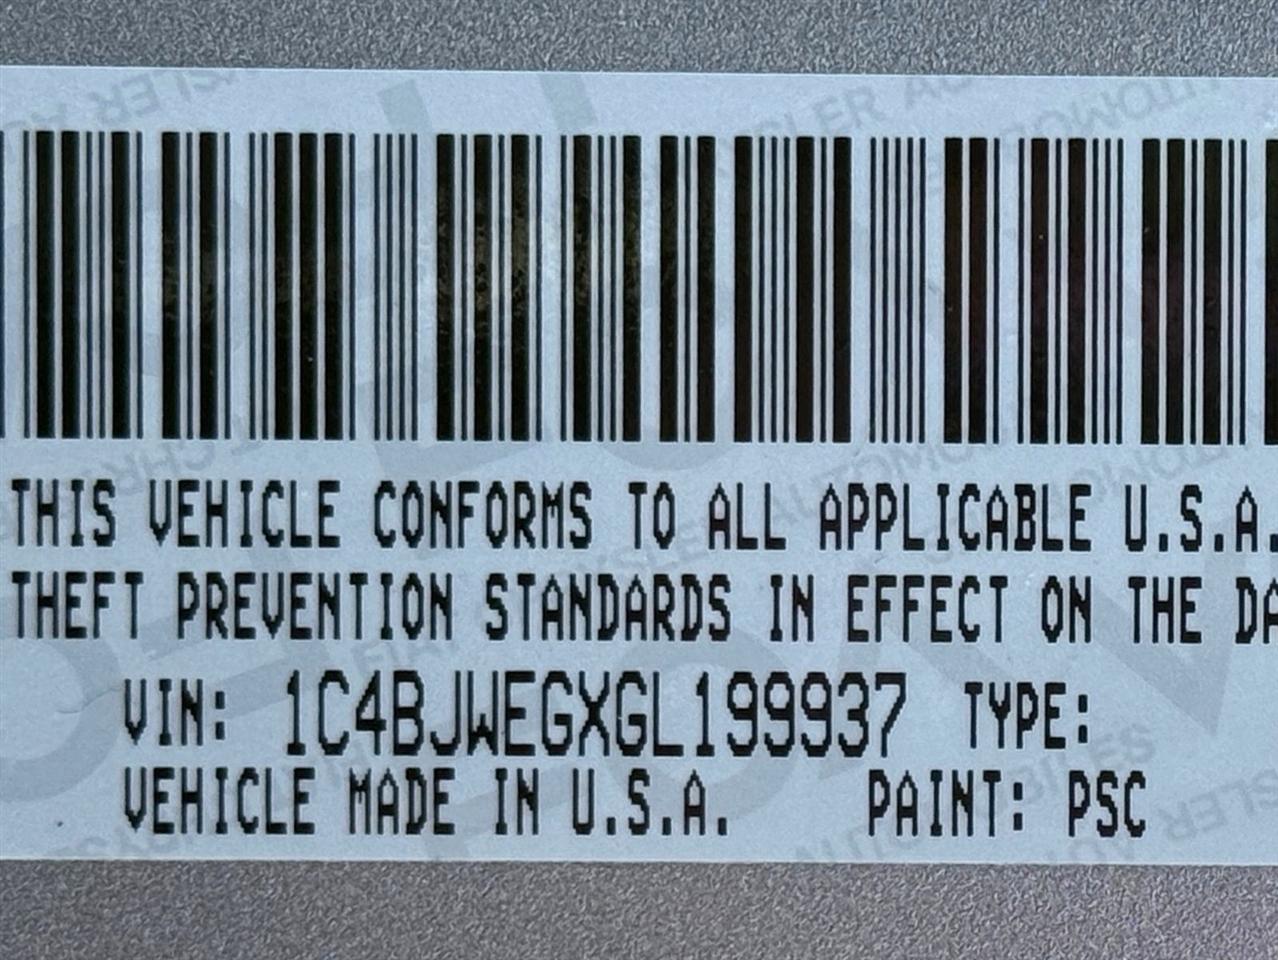 THIS VEHICLE CONFORMS TO ALL APPLICABLE U.S.A.
THEFT PREVENTION STANDARDS IN EFFECT ON THE DA
VIN: 1C4BJWEGXGL199937 TYPE:
VEHICLE MADE IN U.S.A. PAINT: PSC